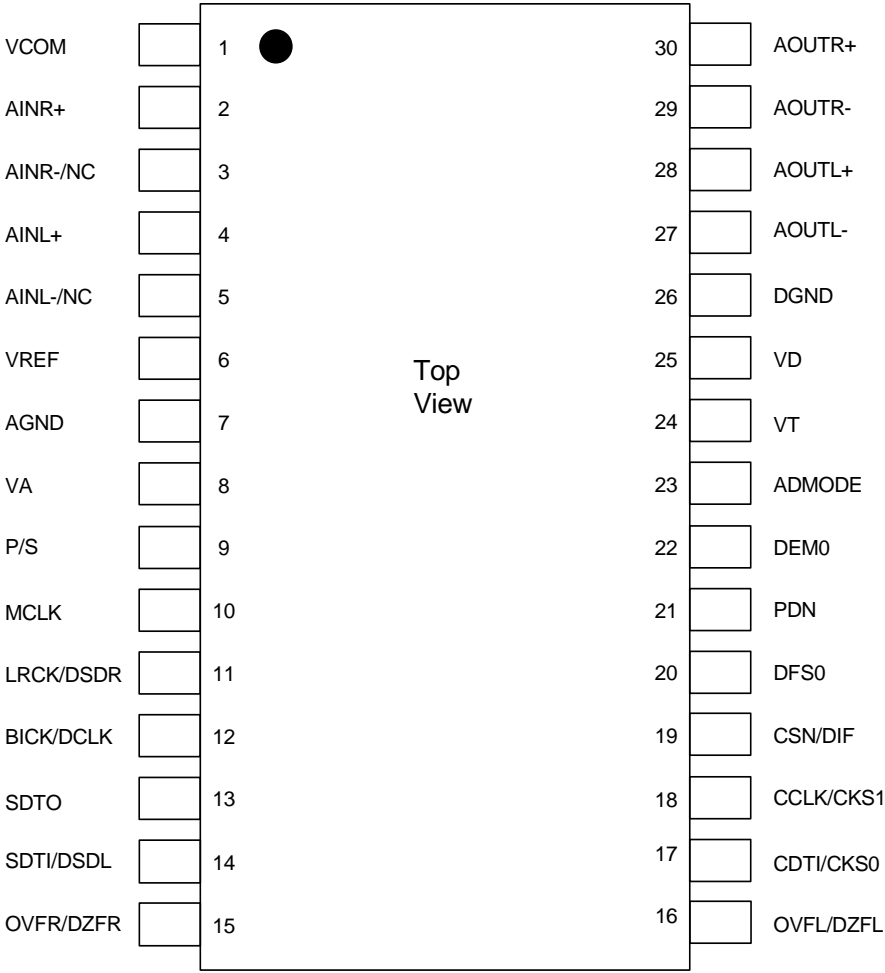 VCOM 1 30 AOUTR+
AINR+ 2 29 AOUTR-
AINR-/NC 3 28 AOUTL+
AINL+ 4 27 AOUTL-
AINL-/NC 5 26 DGND
VREF 6 25 VD
Top
View
AGND 7 24 VT
VA 8 23 ADMODE
P/S 9 22 DEM0
MCLK 10 21 PDN
LRCK/DSDR 11 20 DFS0
BICK/DCLK 12 19 CSN/DIF
SDTO 13 18 CCLK/CKS1
SDTI/DSDL 14 17 CDTI/CKS0
OVFR/DZFR 15 16 OVFL/DZFL